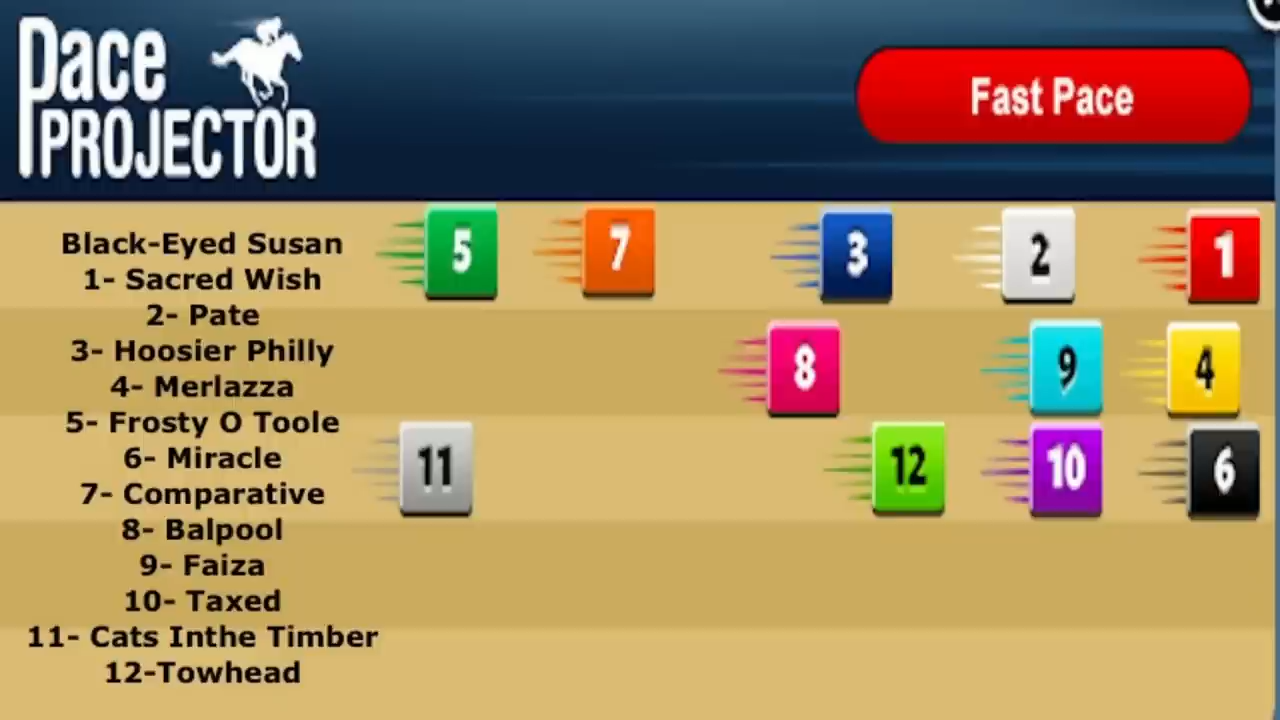 Pace
PROJECTOR
Fast Pace
Black-Eyed Susan
1- Sacred Wish
2- Pate
3- Hoosier Philly
4- Merlazza
5- Frosty O Toole
6- Miracle
7- Comparative
8- Balpool
9- Faiza
10- Taxed
11- Cats Inthe Timber
12-Towhead
5 7 3 2 1
8 9 4
11 12 10 6